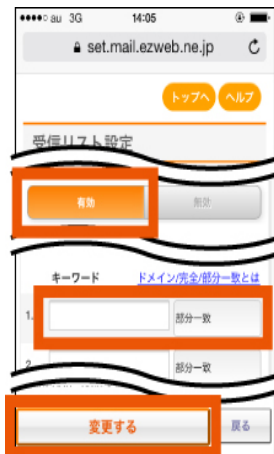 ●●●●○ au 3G 14:05
set.mail.ezweb.ne.jp
トップへ ヘルプ
受信リスト設定
有効 無効
キーワード ドメイン/完全/部分一致とは
1. 部分一致
2. 部分一致
変更する 戻る